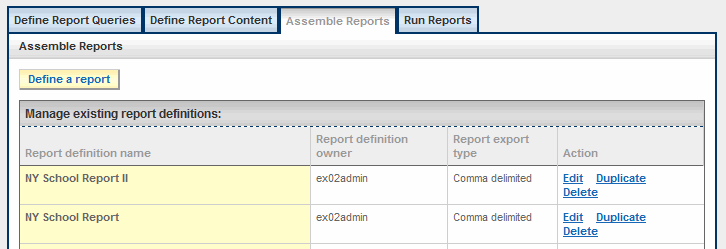 Define Report Queries Define Report Content Assemble Reports Run Reports
Assemble Reports
Define a report
Manage existing report definitions:
Report definition name Report definition owner Report export type Action
NY School Report II ex02admin Comma delimited Edit Duplicate
Delete
NY School Report ex02admin Comma delimited Edit Duplicate
Delete